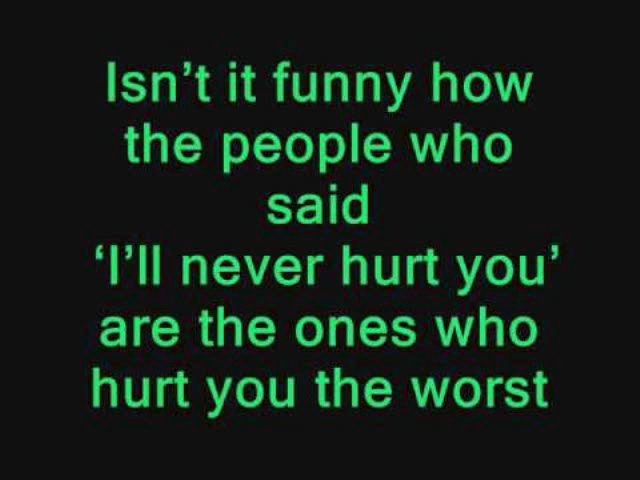 Isn’t it funny how
the people who
said
‘I’ll never hurt you’
are the ones who
hurt you the worst